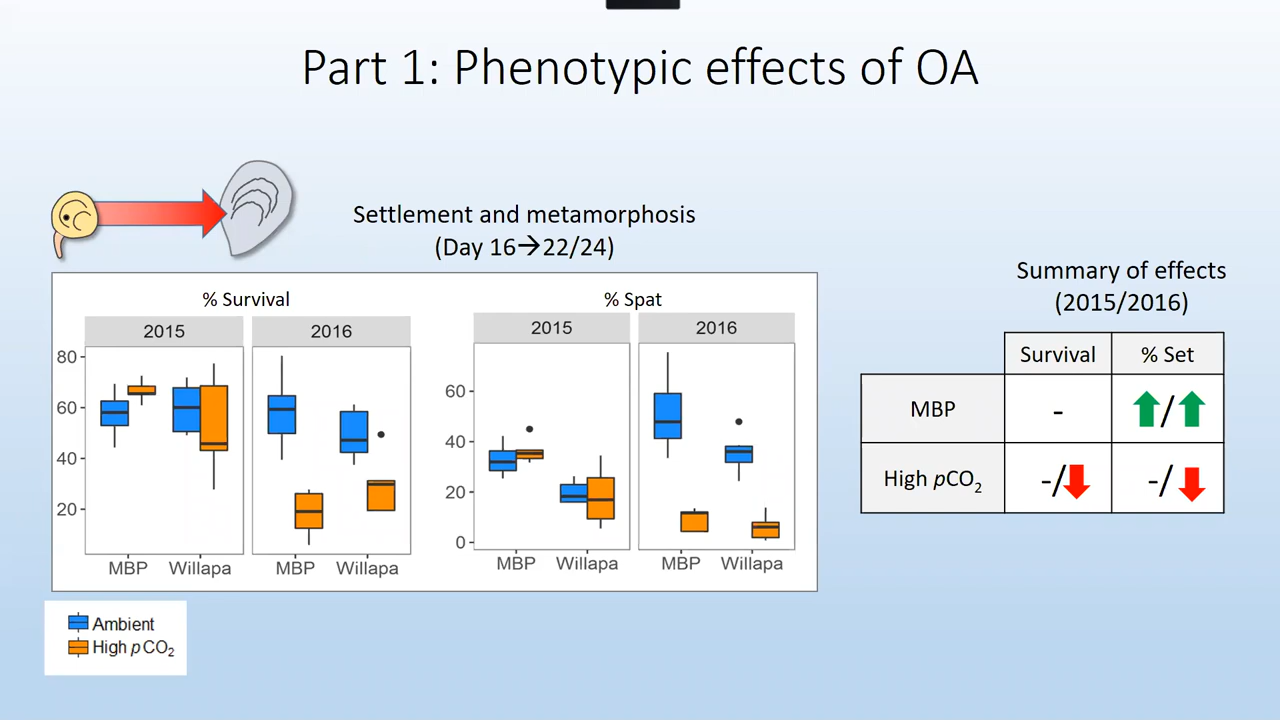 Part 1: Phenotypic effects of OA
Settlement and metamorphosis
(Day 16→22/24)
% Survival
% Spat
2015
2016
2015
2016
80
60
40
20
60
40
20
0
MBP
Willapa
MBP
Willapa
MBP
Willapa
MBP
Willapa
Ambient
High pCO₂
Summary of effects
(2015/2016)
Survival
% Set
MBP
-
/
High pCO₂
-/
-/